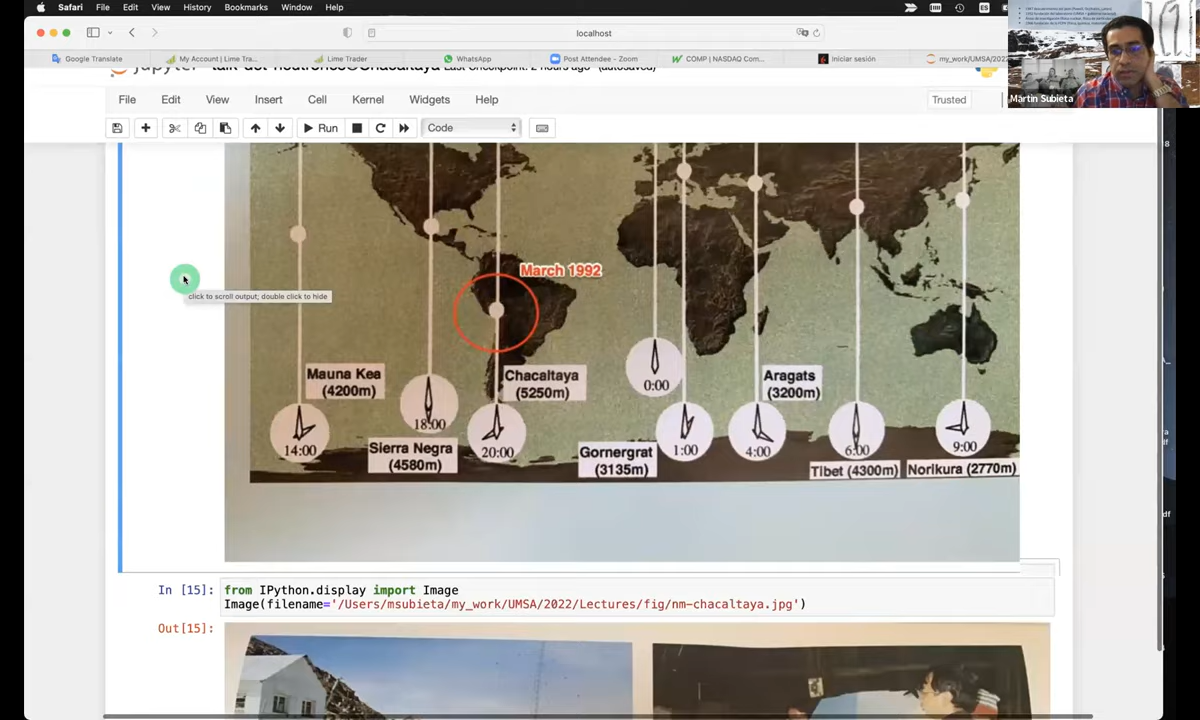 Safari File Edit View History Bookmarks Window Help
ES
localhost
Google Translate My Account | Lime Tra... Lime Trader WhatsApp Post Attendee - Zoom COMP | NASDAQ Com... Iniciar sesión my_work/UMSA/202
Martin Subieta
File Edit View Insert Cell Kernel Widgets Help
Trusted
Run Code
March 1992
click to scroll output; double click to hide
Mauna Kea
(4200m)
Chacaltaya
(5250m)
0:00
Aragats
(3200m)
14:00
18:00
20:00
1:00
4:00
6:00
9:00
Sierra Negra
(4580m)
Gornergrat
(3135m)
Tibet (4300m)
Norikura (2770m)
In [15]: from IPython.display import Image
Image(filename='/Users/msubieta/my_work/UMSA/2022/Lectures/fig/nm-chacaltaya.jpg')
Out[15]: